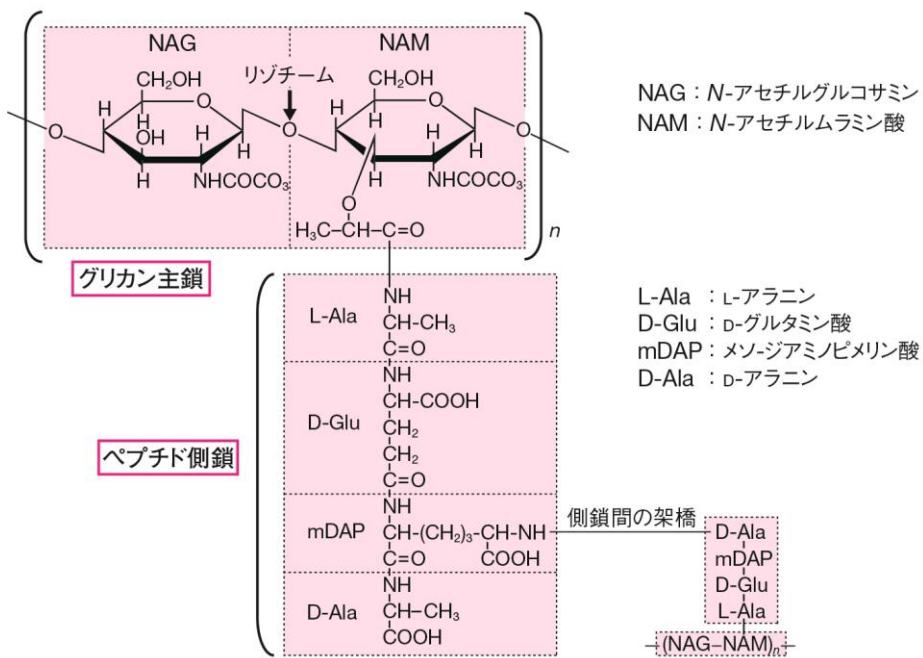 NAG
NAM
リゾチーム
CH₂OH
CH₂OH
NAG：N-アセチルグルコサミン
NAM：N-アセチルムラミン酸
O
O
O
O
O
H
H
H
OH
H
H
H
H
H
H
H
NHCOCO₃
NHCOCO₃
O
H₃C–CH–C=O
n
グリカン主鎖
L-Ala
NH
CH–CH₃
C=O
L-Ala：L-アラニン
D-Glu：D-グルタミン酸
mDAP：メソ-ジアミノピメリン酸
D-Ala：D-アラニン
ペプチド側鎖
D-Glu
NH
CH–COOH
CH₂
CH₂
C=O
mDAP
NH
CH–(CH₂)₃–CH–NH
C=O
COOH
側鎖間の架橋
D-Ala
NH
CH–CH₃
COOH
D-Ala
mDAP
D-Glu
L-Ala
(NAG–NAM)n